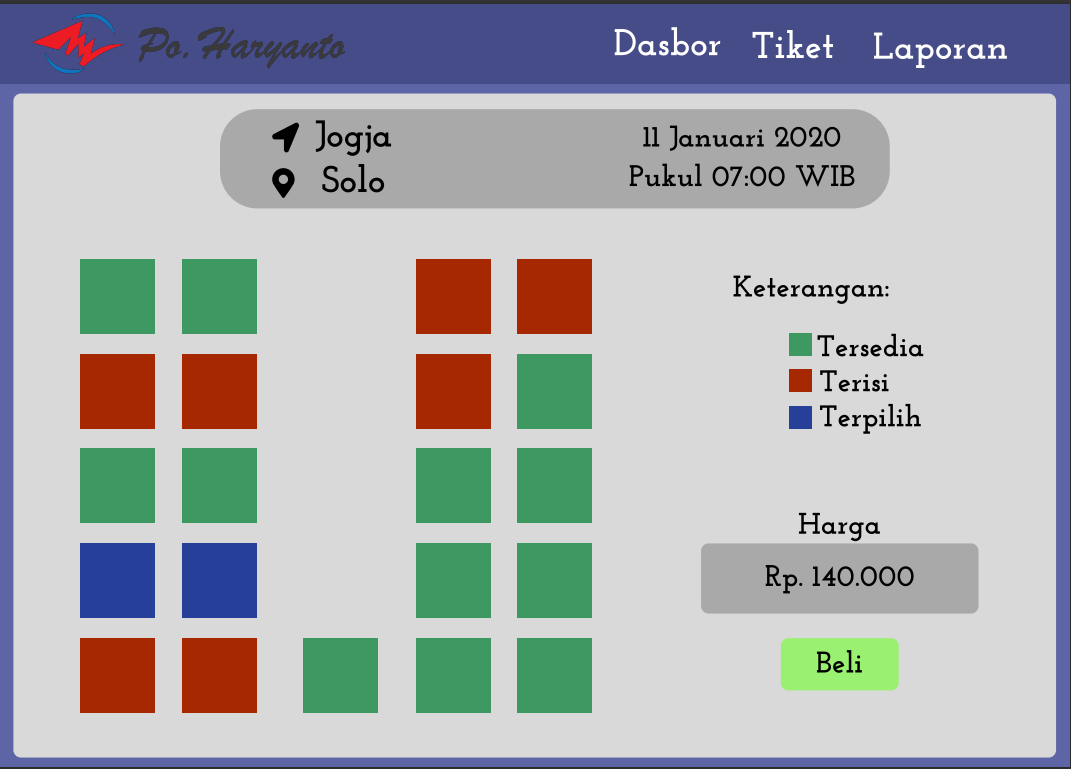 Po. Haryanto
Dasbor Tiket Laporan
Jogja
Solo
11 Januari 2020
Pukul 07:00 WIB
Keterangan:
Tersedia
Terisi
Terpilih
Harga
Rp. 140.000
Beli